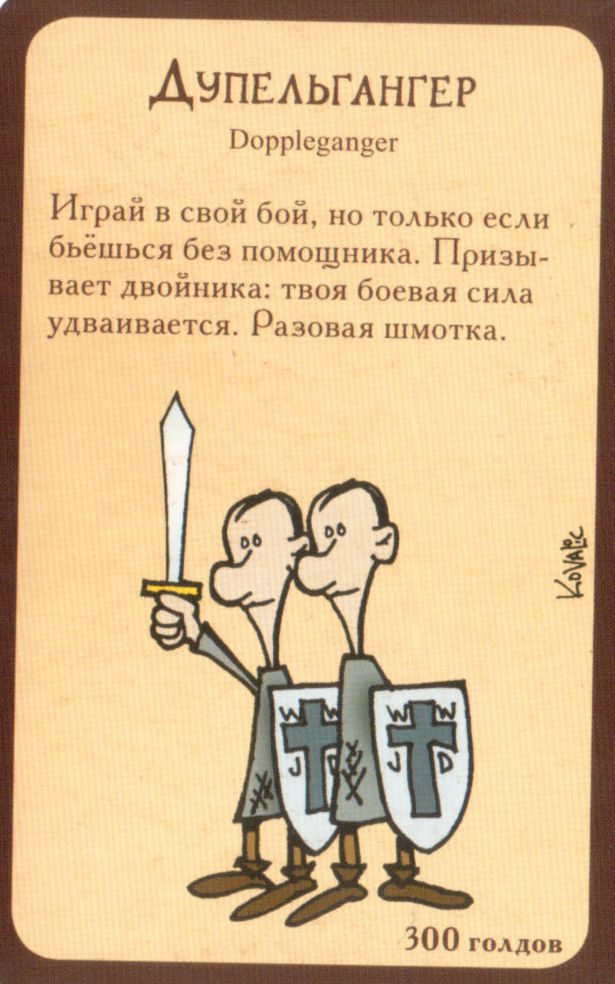 Дупельгангер
Doppleganger
Играй в свой бой, но только если
бьёшься без помощника. Призы-
вает двойника: твоя боевая сила
удваивается. Разовая шмотка.
KOVALIC
W W
J D
W W
J D
300 голдов